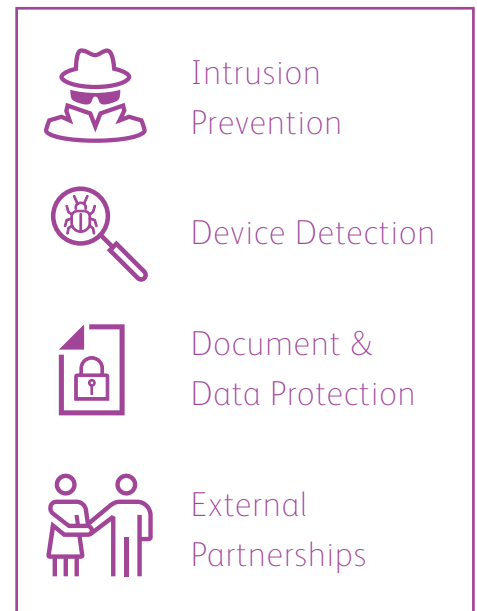 Intrusion
Prevention
Device Detection
Document &
Data Protection
External
Partnerships